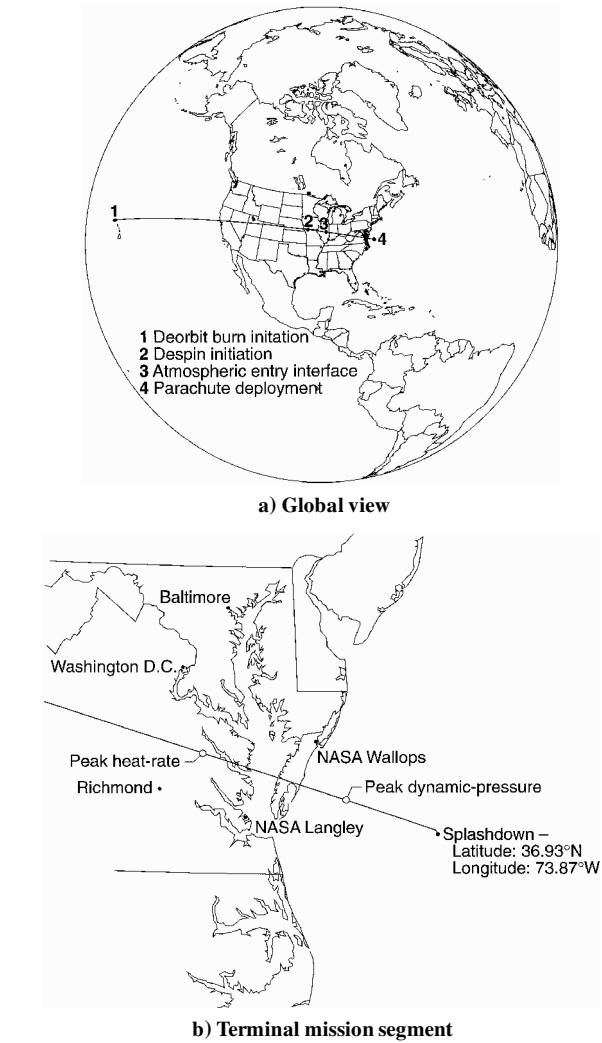 1
2 3
4
1 Deorbit burn initation
2 Despin initiation
3 Atmospheric entry interface
4 Parachute deployment
a) Global view
Baltimore
Washington D.C.
NASA Wallops
Peak heat-rate
Richmond
Peak dynamic-pressure
NASA Langley
Splashdown –
Latitude: 36.93°N
Longitude: 73.87°W
b) Terminal mission segment